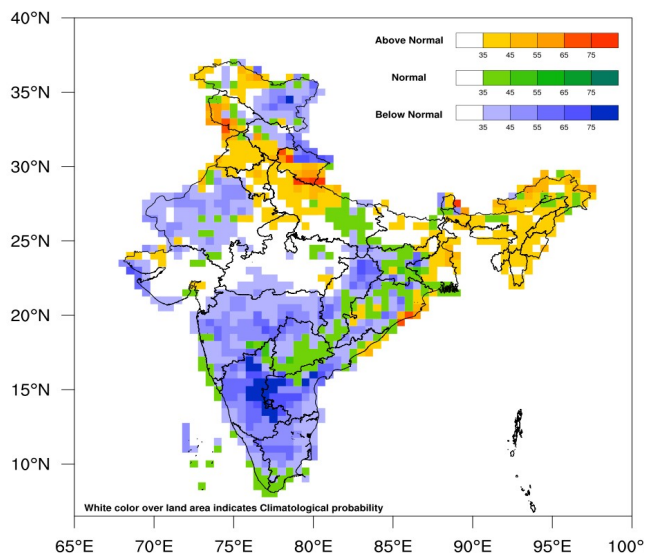 40°N
35°N
30°N
25°N
20°N
15°N
10°N
Above Normal
35 45 55 65 75
Normal
35 45 55 65 75
Below Normal
35 45 55 65 75
White color over land area indicates Climatological probability
65°E 70°E 75°E 80°E 85°E 90°E 95°E 100°E